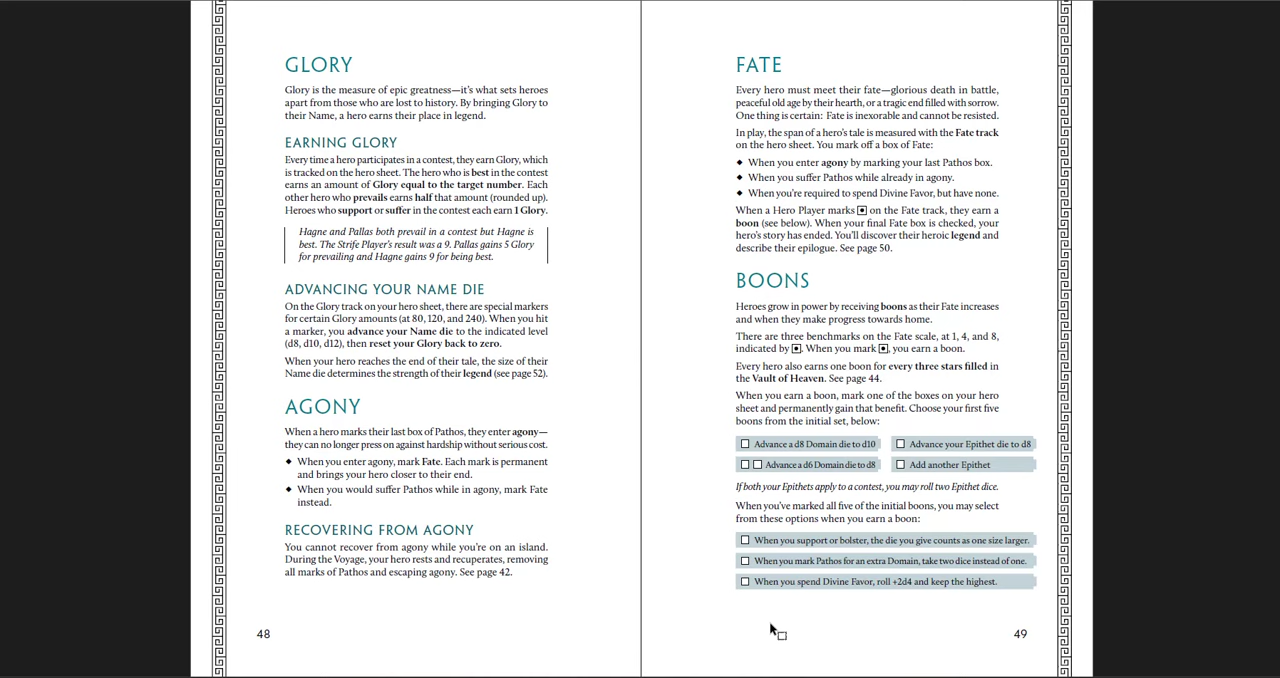 GLORY
Glory is the measure of epic greatness—it's what sets heroes
apart from those who are lost to history. By bringing Glory to
their Name, a hero earns their place in legend.
EARNING GLORY
Every time a hero participates in a contest, they earn Glory, which
is tracked on the hero sheet. The hero who is best in the contest
earns an amount of Glory equal to the target number. Each
other hero who prevails earns half that amount (rounded up).
Heroes who support or suffer in the contest each earn 1 Glory.
Hagne and Pallas both prevail in a contest but Hagne is
best. The Strife Player's result was a 9. Pallas gains 5 Glory
for prevailing and Hagne gains 9 for being best.
ADVANCING YOUR NAME DIE
On the Glory track on your hero sheet, there are special markers
for certain Glory amounts (at 80, 120, and 240). When you hit
a marker, you advance your Name die to the indicated level
(d8, d10, d12), then reset your Glory back to zero.
When your hero reaches the end of their tale, the size of their
Name die determines the strength of their legend (see page 52).
AGONY
When a hero marks their last box of Pathos, they enter agony—
they can no longer press on against hardship without serious cost.
◆ When you enter agony, mark Fate. Each mark is permanent
and brings your hero closer to their end.
◆ When you would suffer Pathos while in agony, mark Fate
instead.
RECOVERING FROM AGONY
You cannot recover from agony while you're on an island.
During the Voyage, your hero rests and recuperates, removing
all marks of Pathos and escaping agony. See page 42.
48
FATE
Every hero must meet their fate—glorious death in battle,
peaceful old age by their hearth, or a tragic end filled with sorrow.
One thing is certain: Fate is inexorable and cannot be resisted.
In play, the span of a hero's tale is measured with the Fate track
on the hero sheet. You mark off a box of Fate:
◆ When you enter agony by marking your last Pathos box.
◆ When you suffer Pathos while already in agony.
◆ When you're required to spend Divine Favor, but have none.
When a Hero Player marks ▣ on the Fate track, they earn a
boon (see below). When your final Fate box is checked, your
hero's story has ended. You'll discover their heroic legend and
describe their epilogue. See page 50.
BOONS
Heroes grow in power by receiving boons as their Fate increases
and when they make progress towards home.
There are three benchmarks on the Fate scale, at 1, 4, and 8,
indicated by ▣. When you mark ▣, you earn a boon.
Every hero also earns one boon for every three stars filled in
the Vault of Heaven. See page 44.
When you earn a boon, mark one of the boxes on your hero
sheet and permanently gain that benefit. Choose your first five
boons from the initial set, below:
☐ Advance a d8 Domain die to d10
☐ Advance your Epithet die to d8
☐ ☐ Advance a d6 Domain die to d8
☐ Add another Epithet
If both your Epithets apply to a contest, you may roll two Epithet dice.
When you've marked all five of the initial boons, you may select
from these options when you earn a boon:
☐ When you support or bolster, the die you give counts as one size larger.
☐ When you mark Pathos for an extra Domain, take two dice instead of one.
☐ When you spend Divine Favor, roll +2d4 and keep the highest.
49